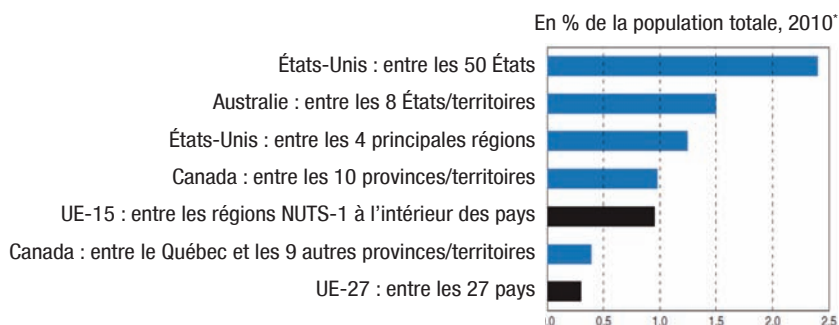 En % de la population totale, 2010*
États-Unis : entre les 50 États
Australie : entre les 8 États/territoires
États-Unis : entre les 4 principales régions
Canada : entre les 10 provinces/territoires
UE-15 : entre les régions NUTS-1 à l'intérieur des pays
Canada : entre le Québec et les 9 autres provinces/territoires
UE-27 : entre les 27 pays
0.0 0.5 1.0 1.5 2.0 2.5